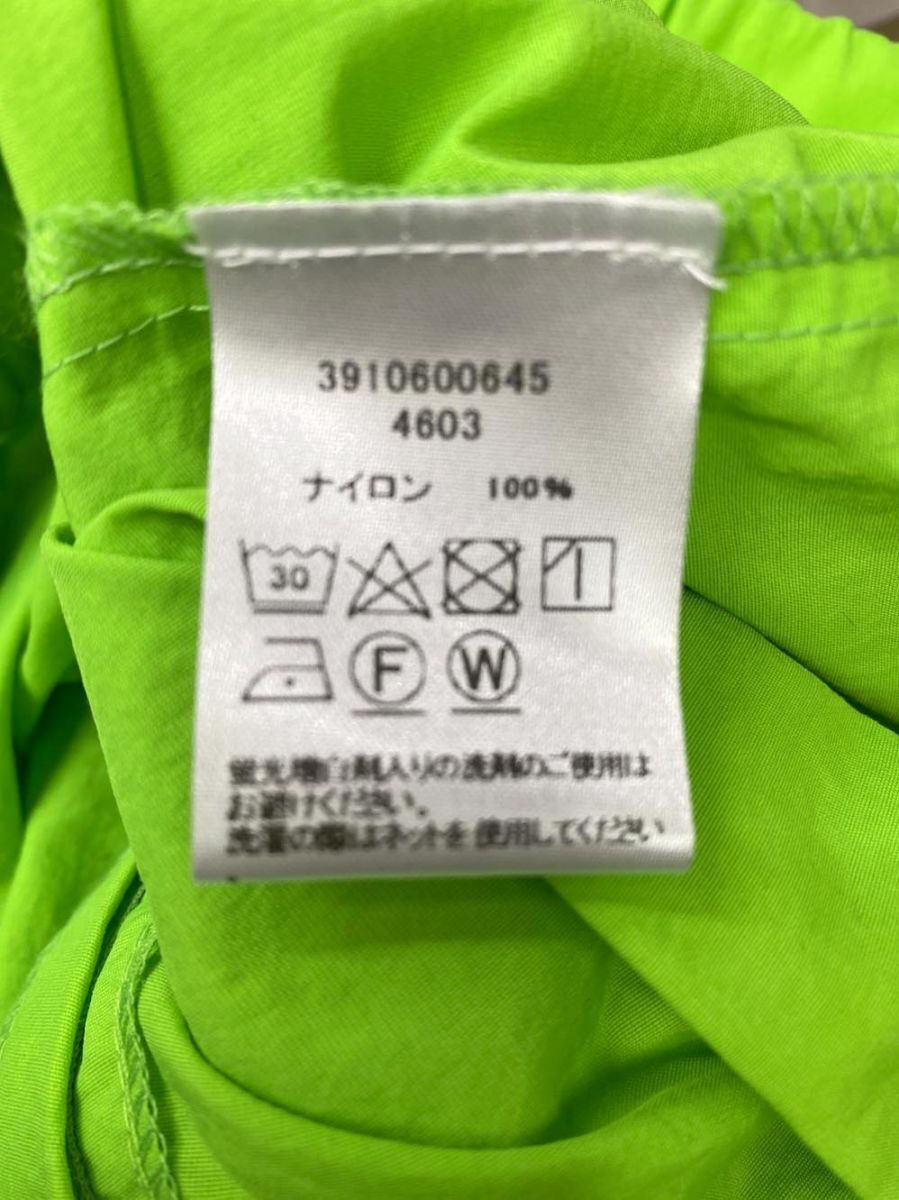 3910600645
4603
ナイロン 100%
30
F W
蛍光増白剤入りの洗剤のご使用は
お避けください。
洗濯の際はネットを使用してください